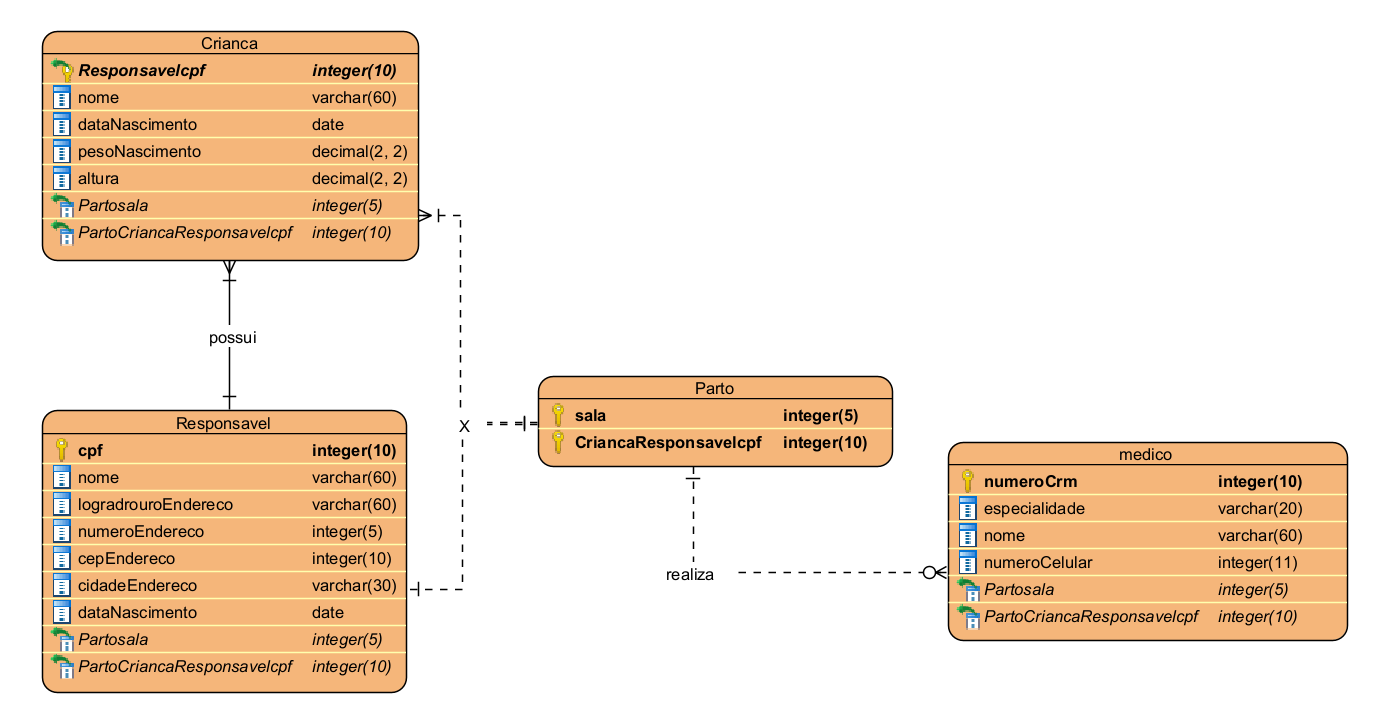 Crianca
Responsavelcpf integer(10)
nome varchar(60)
dataNascimento date
pesoNascimento decimal(2, 2)
altura decimal(2, 2)
Partosala integer(5)
PartoCriancaResponsavelcpf integer(10)
possui
Responsavel
cpf integer(10)
nome varchar(60)
logradrouroEndereco varchar(60)
numeroEndereco integer(5)
cepEndereco integer(10)
cidadeEndereco varchar(30)
dataNascimento date
Partosala integer(5)
PartoCriancaResponsavelcpf integer(10)
X
Parto
sala integer(5)
CriancaResponsavelcpf integer(10)
realiza
medico
numeroCrm integer(10)
especialidade varchar(20)
nome varchar(60)
numeroCelular integer(11)
Partosala integer(5)
PartoCriancaResponsavelcpf integer(10)